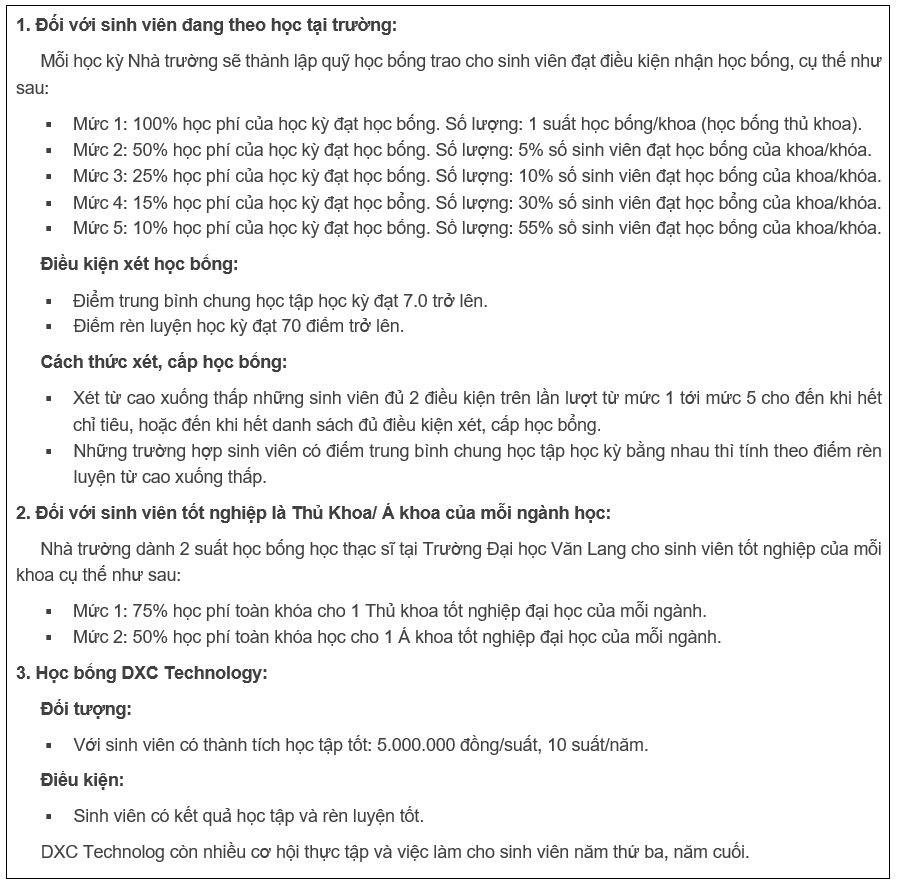 1. Đối với sinh viên đang theo học tại trường:
Mỗi học kỳ Nhà trường sẽ thành lập quỹ học bổng trao cho sinh viên đạt điều kiện nhận học bổng, cụ thể như
sau:
▪ Mức 1: 100% học phí của học kỳ đạt học bổng. Số lượng: 1 suất học bổng/khoa (học bổng thủ khoa).
▪ Mức 2: 50% học phí của học kỳ đạt học bổng. Số lượng: 5% số sinh viên đạt học bổng của khoa/khóa.
▪ Mức 3: 25% học phí của học kỳ đạt học bổng. Số lượng: 10% số sinh viên đạt học bổng của khoa/khóa.
▪ Mức 4: 15% học phí của học kỳ đạt học bổng. Số lượng: 30% số sinh viên đạt học bổng của khoa/khóa.
▪ Mức 5: 10% học phí của học kỳ đạt học bổng. Số lượng: 55% số sinh viên đạt học bổng của khoa/khóa.
Điều kiện xét học bổng:
▪ Điểm trung bình chung học tập học kỳ đạt 7.0 trở lên.
▪ Điểm rèn luyện học kỳ đạt 70 điểm trở lên.
Cách thức xét, cấp học bổng:
▪ Xét từ cao xuống thấp những sinh viên đủ 2 điều kiện trên lần lượt từ mức 1 tới mức 5 cho đến khi hết
chỉ tiêu, hoặc đến khi hết danh sách đủ điều kiện xét, cấp học bổng.
▪ Những trường hợp sinh viên có điểm trung bình chung học tập học kỳ bằng nhau thì tính theo điểm rèn
luyện từ cao xuống thấp.
2. Đối với sinh viên tốt nghiệp là Thủ Khoa/ Á khoa của mỗi ngành học:
Nhà trường dành 2 suất học bổng học thạc sĩ tại Trường Đại học Văn Lang cho sinh viên tốt nghiệp của mỗi
khoa cụ thể như sau:
▪ Mức 1: 75% học phí toàn khóa cho 1 Thủ khoa tốt nghiệp đại học của mỗi ngành.
▪ Mức 2: 50% học phí toàn khóa học cho 1 Á khoa tốt nghiệp đại học của mỗi ngành.
3. Học bổng DXC Technology:
Đối tượng:
▪ Với sinh viên có thành tích học tập tốt: 5.000.000 đồng/suất, 10 suất/năm.
Điều kiện:
▪ Sinh viên có kết quả học tập và rèn luyện tốt.
DXC Technolog còn nhiều cơ hội thực tập và việc làm cho sinh viên năm thứ ba, năm cuối.